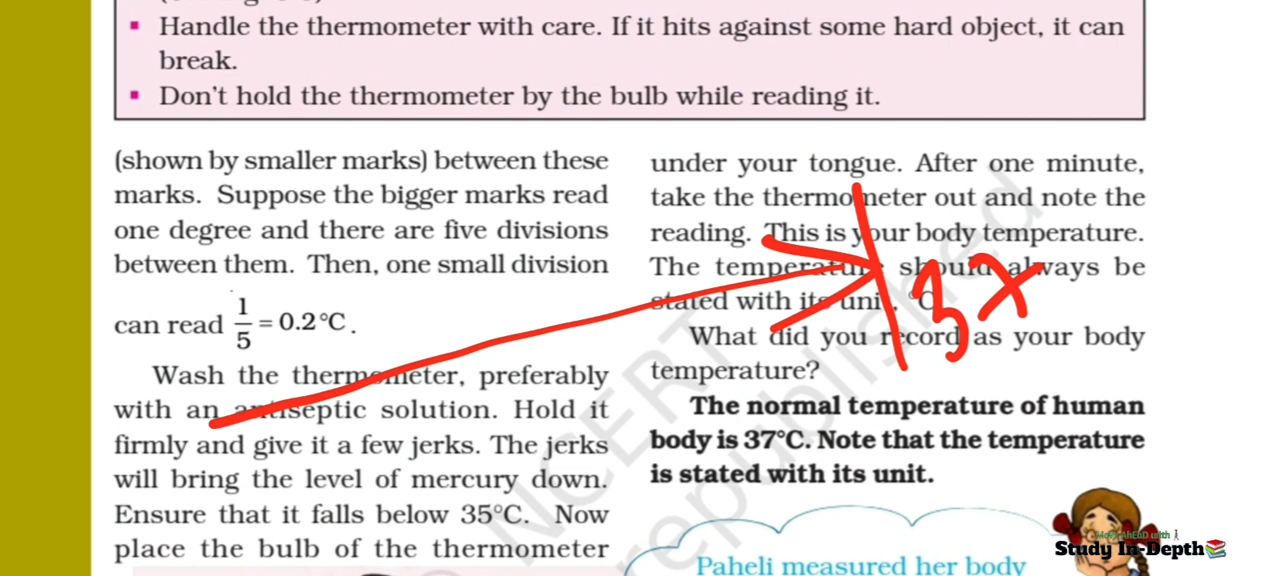 ▪ Handle the thermometer with care. If it hits against some hard object, it can
break.
▪ Don't hold the thermometer by the bulb while reading it.
(shown by smaller marks) between these
marks. Suppose the bigger marks read
one degree and there are five divisions
between them. Then, one small division
can read 1/5 = 0.2°C.
Wash the thermometer, preferably
with an antiseptic solution. Hold it
firmly and give it a few jerks. The jerks
will bring the level of mercury down.
Ensure that it falls below 35°C. Now
place the bulb of the thermometer
under your tongue. After one minute,
take the thermometer out and note the
reading. This is your body temperature.
The temperature should always be
stated with its unit. °C
What did you record as your body
temperature?
The normal temperature of human
body is 37°C. Note that the temperature
is stated with its unit.
Paheli measured her body
NCERT
republished
Study In-Depth